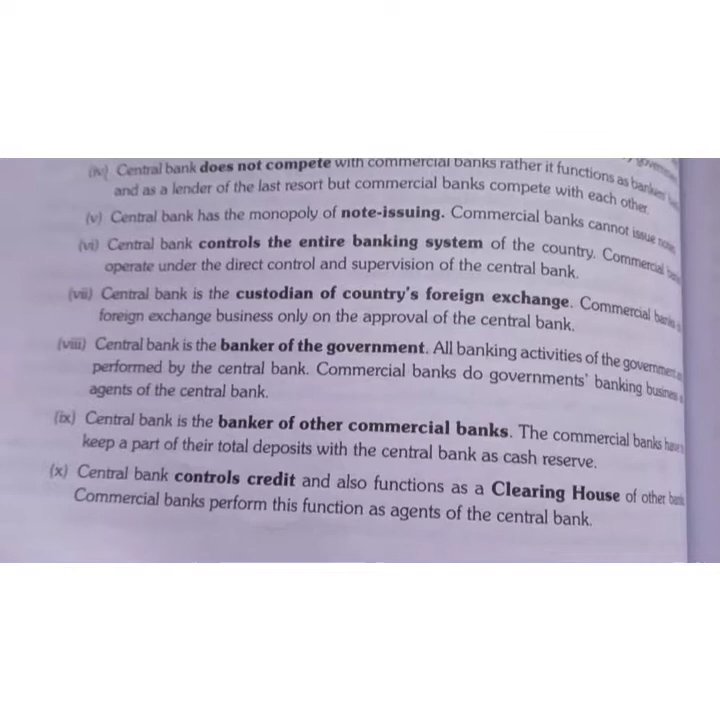 (iv) Central bank does not compete with commercial banks rather it functions as banker
and as a lender of the last resort but commercial banks compete with each other.
(v) Central bank has the monopoly of note-issuing. Commercial banks cannot issue
(vi) Central bank controls the entire banking system of the country. Commercial
operate under the direct control and supervision of the central bank.
(vii) Central bank is the custodian of country's foreign exchange. Commercial banks
foreign exchange business only on the approval of the central bank.
(viii) Central bank is the banker of the government. All banking activities of the government
performed by the central bank. Commercial banks do governments' banking business
agents of the central bank.
(ix) Central bank is the banker of other commercial banks. The commercial banks
keep a part of their total deposits with the central bank as cash reserve.
(x) Central bank controls credit and also functions as a Clearing House of other
Commercial banks perform this function as agents of the central bank.